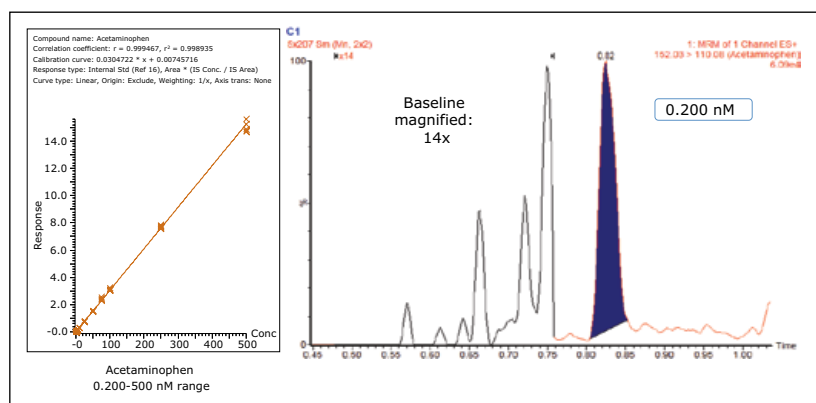 Compound name: Acetaminophen
Correlation coefficient: r = 0.999467, r² = 0.998935
Calibration curve: 0.0304722 * x + 0.00745716
Response type: Internal Std (Ref 16), Area * (IS Conc. / IS Area)
Curve type: Linear, Origin: Exclude, Weighting: 1/x, Axis trans: None
14.0
12.0
10.0
8.0
6.0
4.0
2.0
-0.0
Response
Conc
-0 100 200 300 400 500
Acetaminophen
0.200-500 nM range
C1
5x207 Sm (Mn, 2x2)
1: MRM of 1 Channel ES+
152.03 > 110.08 (Acetaminophen)
6.09e4
x14
0.82
100
%
0
Baseline
magnified:
14x
0.200 nM
0.45 0.50 0.55 0.60 0.65 0.70 0.75 0.80 0.85 0.90 0.95 1.00
Time